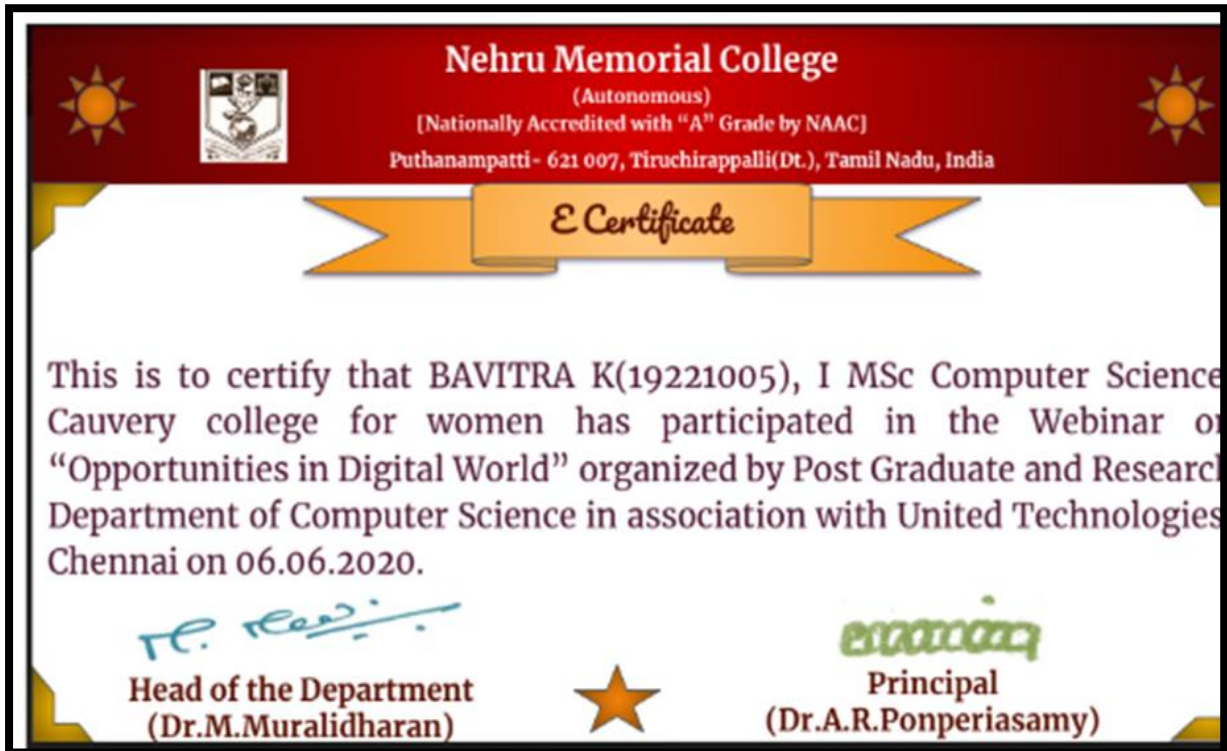 Nehru Memorial College
(Autonomous)
[Nationally Accredited with “A” Grade by NAAC]
Puthanampatti- 621 007, Tiruchirappalli(Dt.), Tamil Nadu, India
E Certificate
This is to certify that BAVITRA K(19221005), I MSc Computer Science
Cauvery college for women has participated in the Webinar
“Opportunities in Digital World” organized by Post Graduate and
Department of Computer Science in association with United Technologies
Chennai on 06.06.2020.
Head of the Department
(Dr.M.Muralidharan)
Principal
(Dr.A.R.Ponperiasamy)